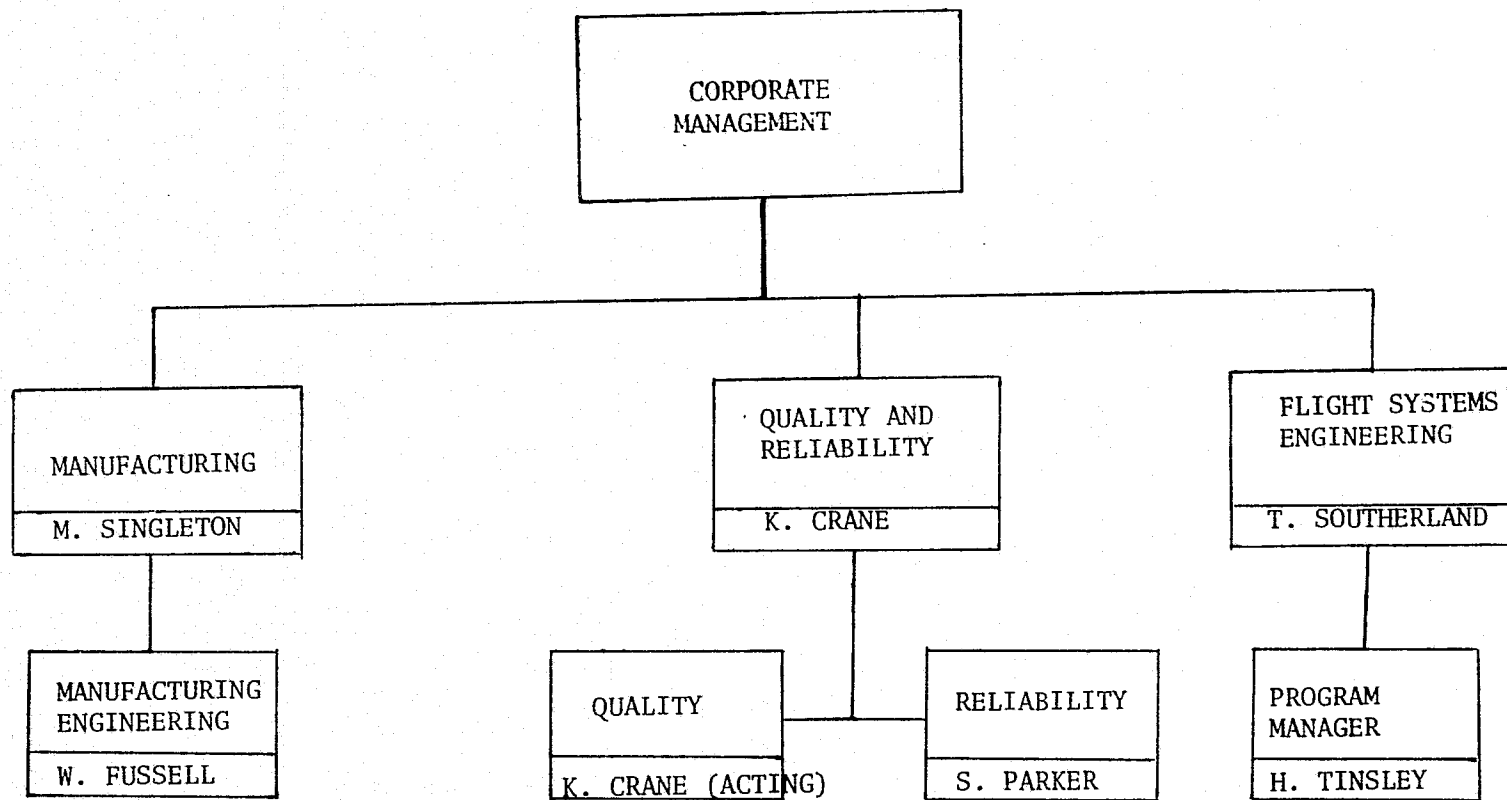 CORPORATE
MANAGEMENT
MANUFACTURING
M. SINGLETON
QUALITY AND
RELIABILITY
K. CRANE
FLIGHT SYSTEMS
ENGINEERING
T. SOUTHERLAND
MANUFACTURING
ENGINEERING
W. FUSSELL
QUALITY
K. CRANE (ACTING)
RELIABILITY
S. PARKER
PROGRAM
MANAGER
H. TINSLEY